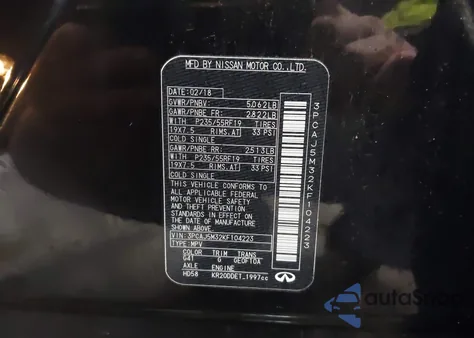 MFD BY NISSAN MOTOR CO.,LTD.
DATE: 02/18
GVWR/PNBV: 5062LB
GAWR/PNBE FR: 2822LB
WITH P235/55RF19 TIRES
19X7.5 RIMS,AT 33 PSI
COLD SINGLE
GAWR/PNBE RR: 2513LB
WITH P235/55RF19 TIRES
19X7.5 RIMS,AT 33 PSI
COLD SINGLE
THIS VEHICLE CONFORMS TO
ALL APPLICABLE FEDERAL
MOTOR VEHICLE SAFETY
AND THEFT PREVENTION
STANDARDS IN EFFECT ON
THE DATE OF MANUFACTURE
SHOWN ABOVE
VIN: 3PCAJ5M32KF104223
TYPE: MPV
COLOR TRIM TRANS
G41 G GE0F10A
AXLE ENGINE
HD58 KR20DDET 1997cc
INFINITI
3PCAJ5M32KF104223